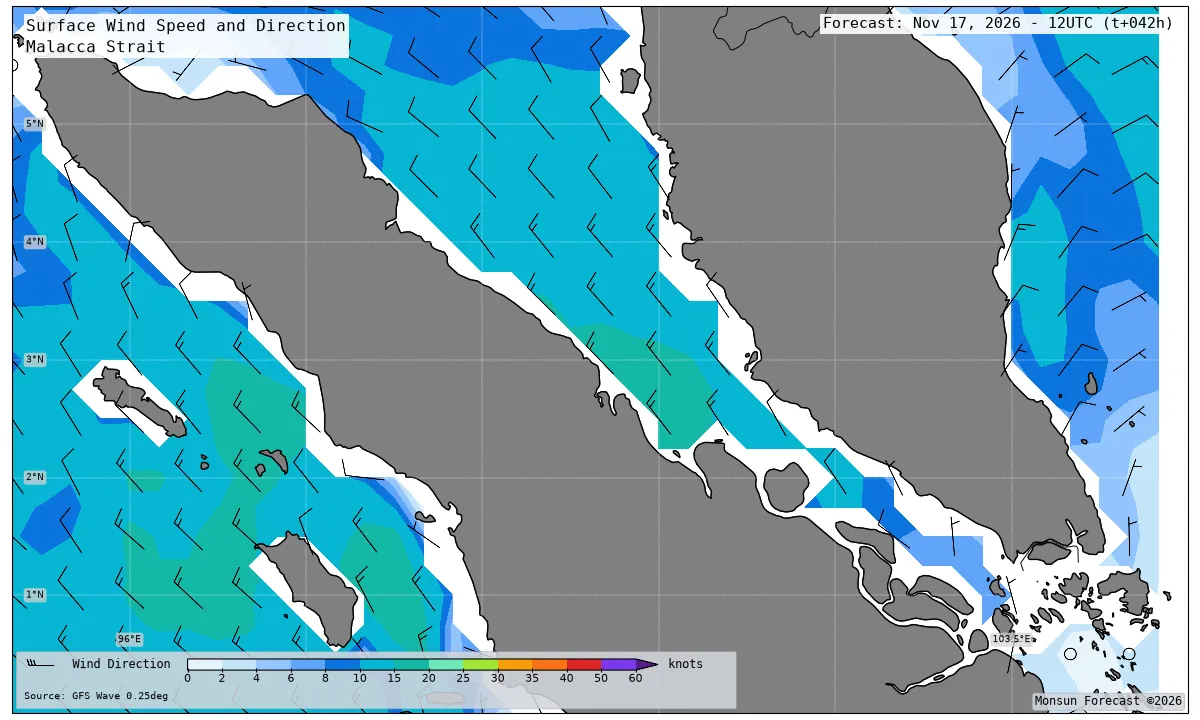 Surface Wind Speed and Direction
Malacca Strait
Forecast: Nov 17, 2026 - 12UTC (t+042h)
5°N
4°N
3°N
2°N
1°N
96°E
103.5°E
Wind Direction
0 2 4 6 8 10 15 20 25 30 35 40 50 60
knots
Source: GFS Wave 0.25deg
Monsun Forecast ©2026